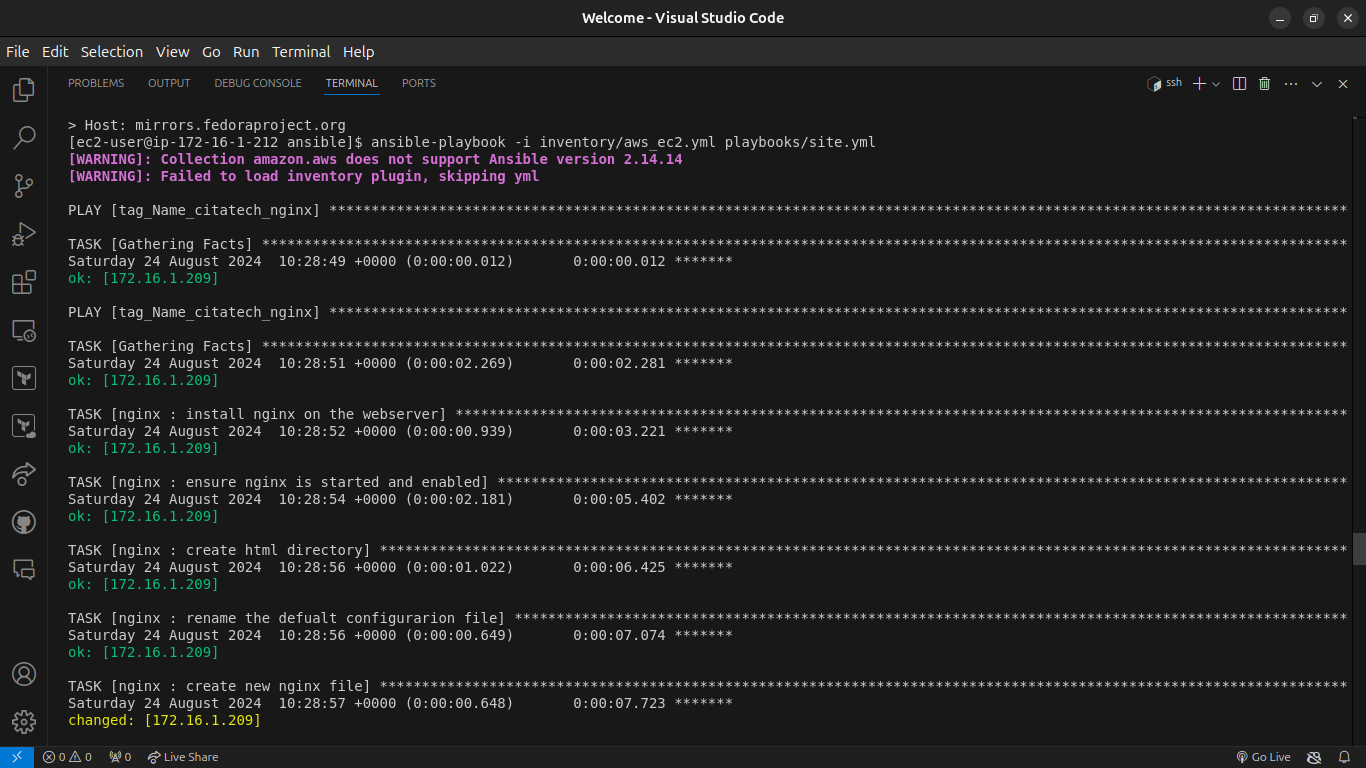 Welcome - Visual Studio Code
File Edit Selection View Go Run Terminal Help
PROBLEMS OUTPUT DEBUG CONSOLE TERMINAL PORTS ssh
> Host: mirrors.fedoraproject.org
[ec2-user@ip-172-16-1-212 ansible]$ ansible-playbook -i inventory/aws_ec2.yml playbooks/site.yml
[WARNING]: Collection amazon.aws does not support Ansible version 2.14.14
[WARNING]: Failed to load inventory plugin, skipping yml
PLAY [tag_Name_citatech_nginx] *************************************************************************************************************************
TASK [Gathering Facts] *********************************************************************************************************************************
Saturday 24 August 2024  10:28:49 +0000 (0:00:00.012)       0:00:00.012 *******
ok: [172.16.1.209]
PLAY [tag_Name_citatech_nginx] *************************************************************************************************************************
TASK [Gathering Facts] *********************************************************************************************************************************
Saturday 24 August 2024  10:28:51 +0000 (0:00:02.269)       0:00:02.281 *******
ok: [172.16.1.209]
TASK [nginx : install nginx on the webserver] **********************************************************************************************************
Saturday 24 August 2024  10:28:52 +0000 (0:00:00.939)       0:00:03.221 *******
ok: [172.16.1.209]
TASK [nginx : ensure nginx is started and enabled] *****************************************************************************************************
Saturday 24 August 2024  10:28:54 +0000 (0:00:02.181)       0:00:05.402 *******
ok: [172.16.1.209]
TASK [nginx : create html directory] *******************************************************************************************************************
Saturday 24 August 2024  10:28:56 +0000 (0:00:01.022)       0:00:06.425 *******
ok: [172.16.1.209]
TASK [nginx : rename the defualt configurarion file] ***************************************************************************************************
Saturday 24 August 2024  10:28:56 +0000 (0:00:00.649)       0:00:07.074 *******
ok: [172.16.1.209]
TASK [nginx : create new nginx file] *******************************************************************************************************************
Saturday 24 August 2024  10:28:57 +0000 (0:00:00.648)       0:00:07.723 *******
changed: [172.16.1.209]
0 0 0 Live Share Go Live